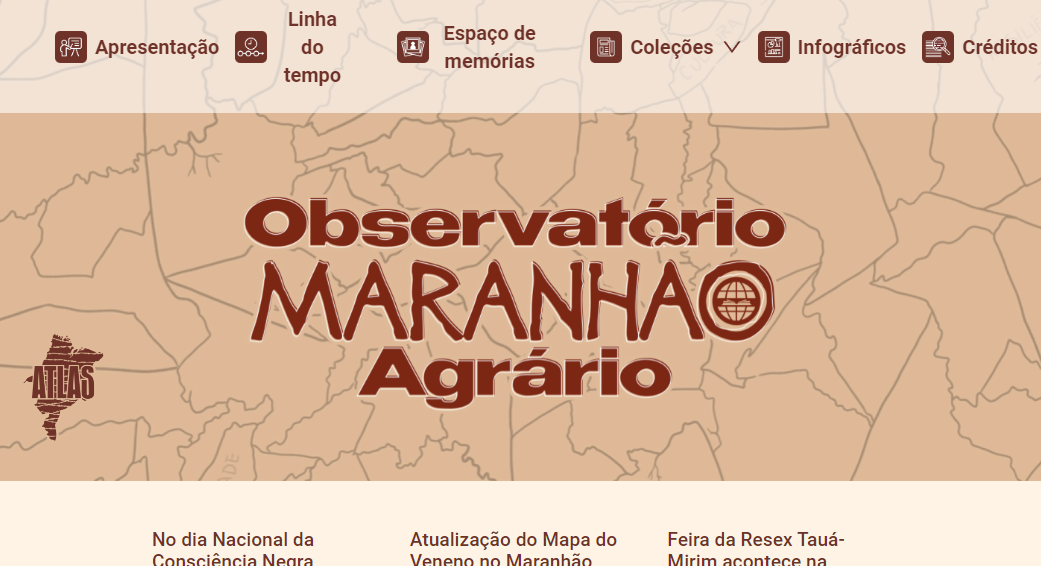 Apresentação
Linha
do
tempo
Espaço de
memórias
Coleções
Infográficos
Créditos
Observatório
MARANHÃO
Agrário
ATLAS
No dia Nacional da
Consciência Negra
Atualização do Mapa do
Veneno no Maranhão
Feira da Resex Tauá-
Mirim acontece na